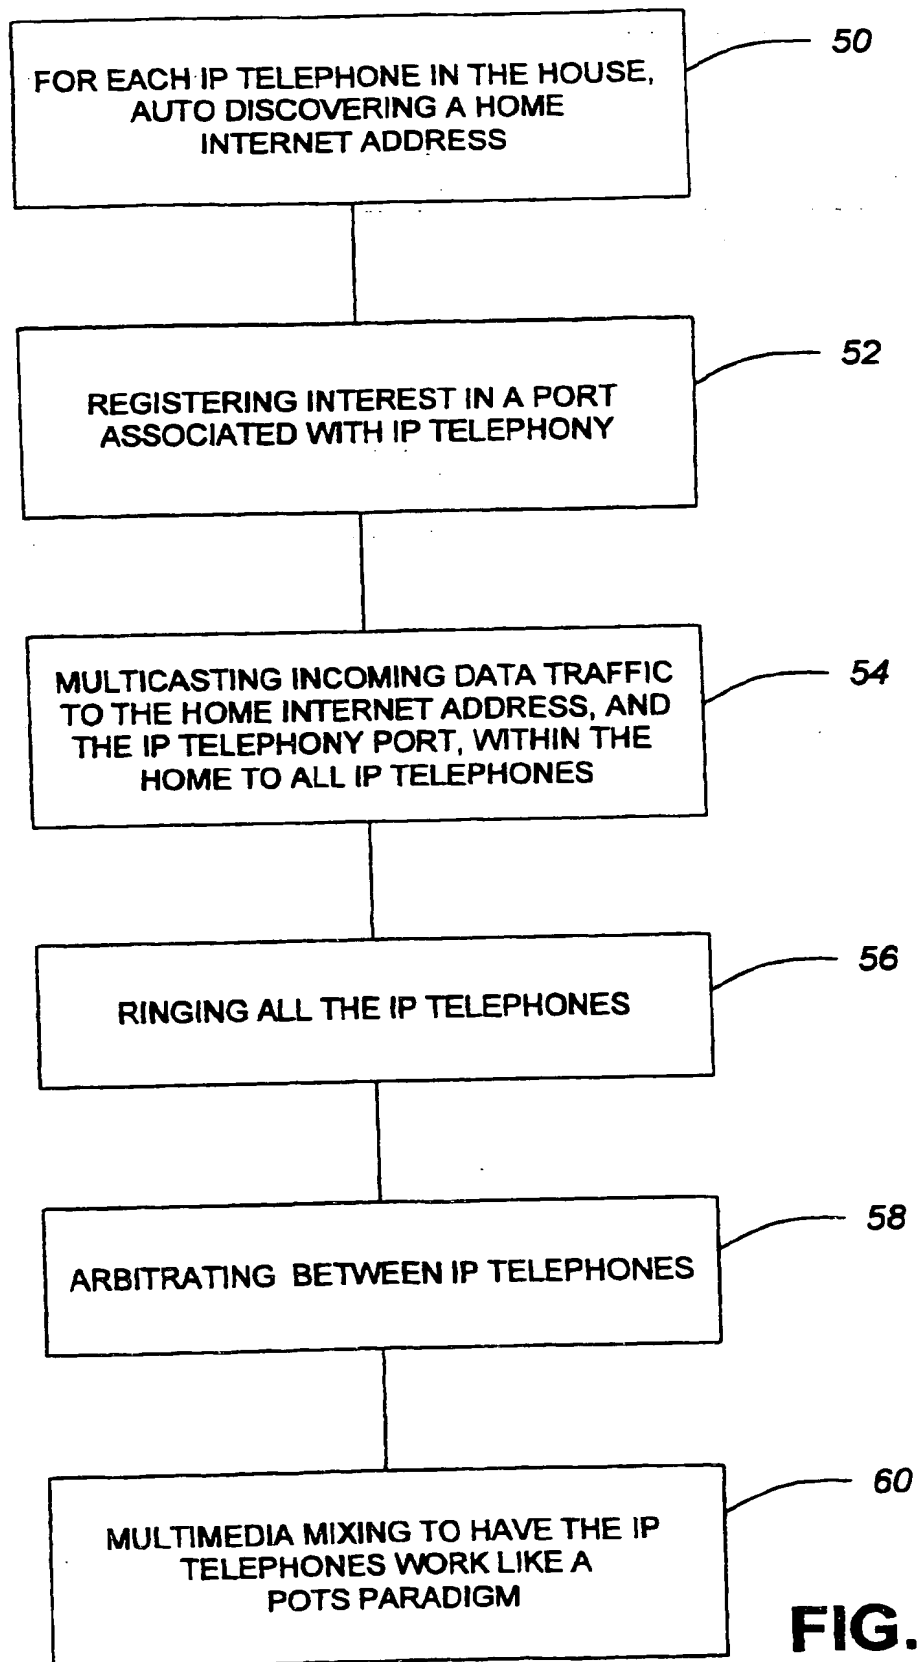 FOR EACH IP TELEPHONE IN THE HOUSE,
AUTO DISCOVERING A HOME
INTERNET ADDRESS
50
REGISTERING INTEREST IN A PORT
ASSOCIATED WITH IP TELEPHONY
52
MULTICASTING INCOMING DATA TRAFFIC
TO THE HOME INTERNET ADDRESS, AND
THE IP TELEPHONY PORT, WITHIN THE
HOME TO ALL IP TELEPHONES
54
RINGING ALL THE IP TELEPHONES
56
ARBITRATING BETWEEN IP TELEPHONES
58
MULTIMEDIA MIXING TO HAVE THE IP
TELEPHONES WORK LIKE A
POTS PARADIGM
60
FIG.